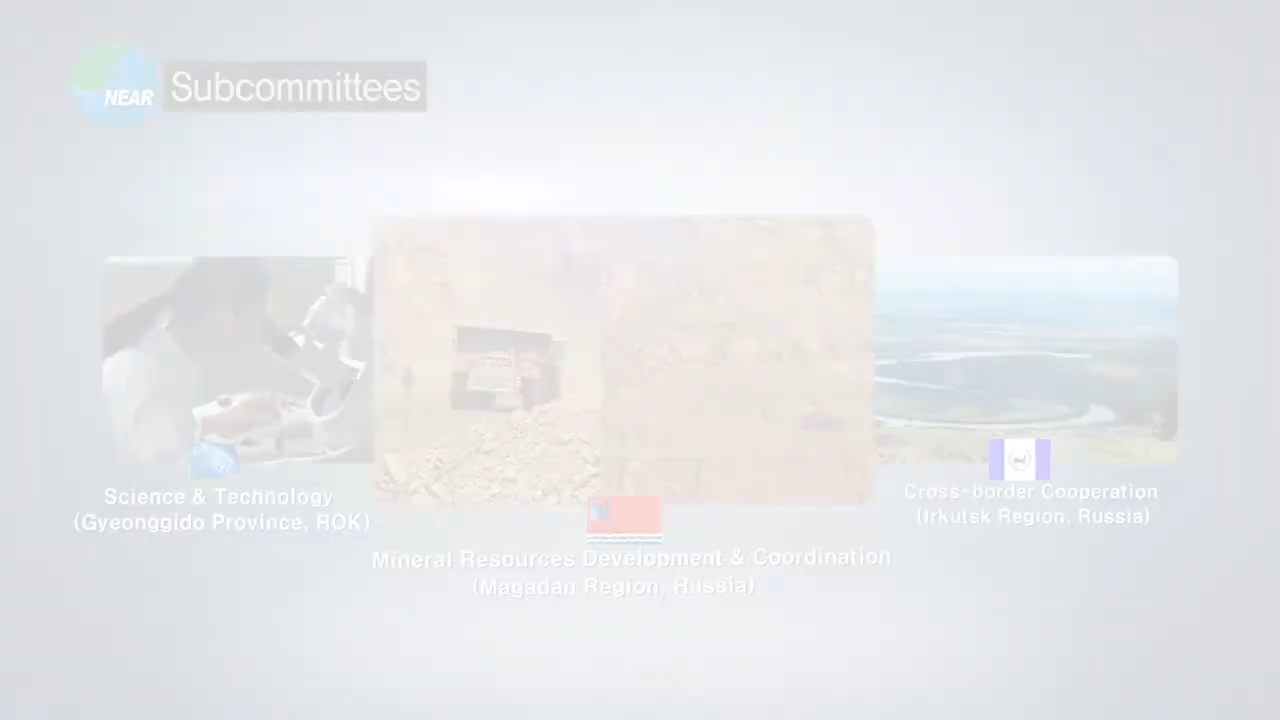 NEAR
Subcommittees
Science & Technology
(Gyeonggido Province, ROK)
Cross-border Cooperation
(Irkutsk Region, Russia)
Mineral Resources Development & Coordination
(Magadan Region, Russia)